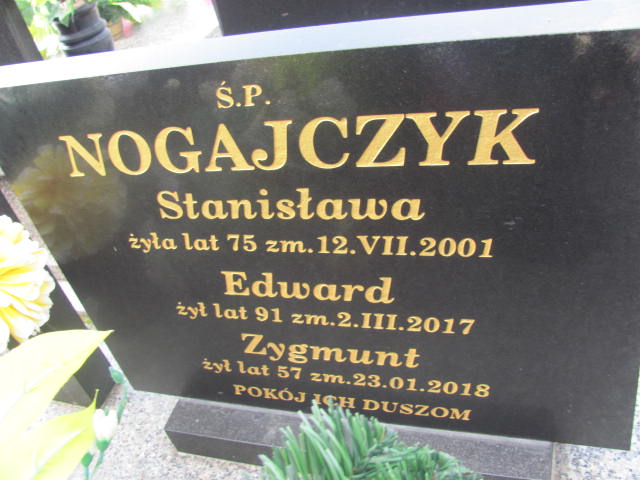 Ś.P.
NOGAJCZYK
Stanisława
żyła lat 75 zm.12.VII.2001
Edward
żył lat 91 zm.2.III.2017
Zygmunt
żył lat 57 zm.23.01.2018
POKÓJ ICH DUSZOM